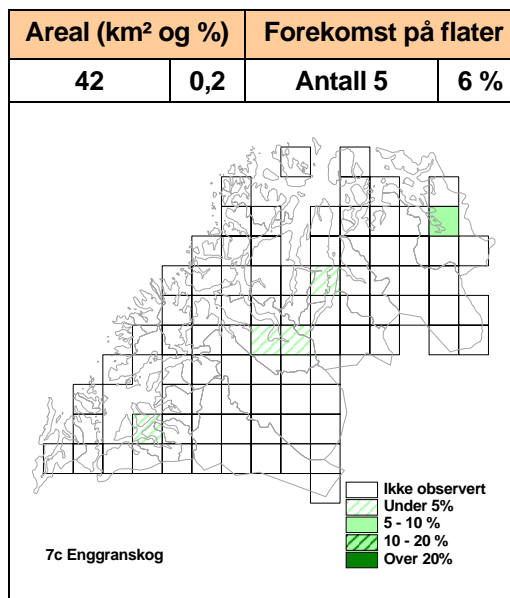 Areal (km² og %) Forekomst på flater
42 0,2 Antall 5 6 %
Ikke observert
Under 5%
5 - 10 %
10 - 20 %
Over 20%
7c Enggranskog